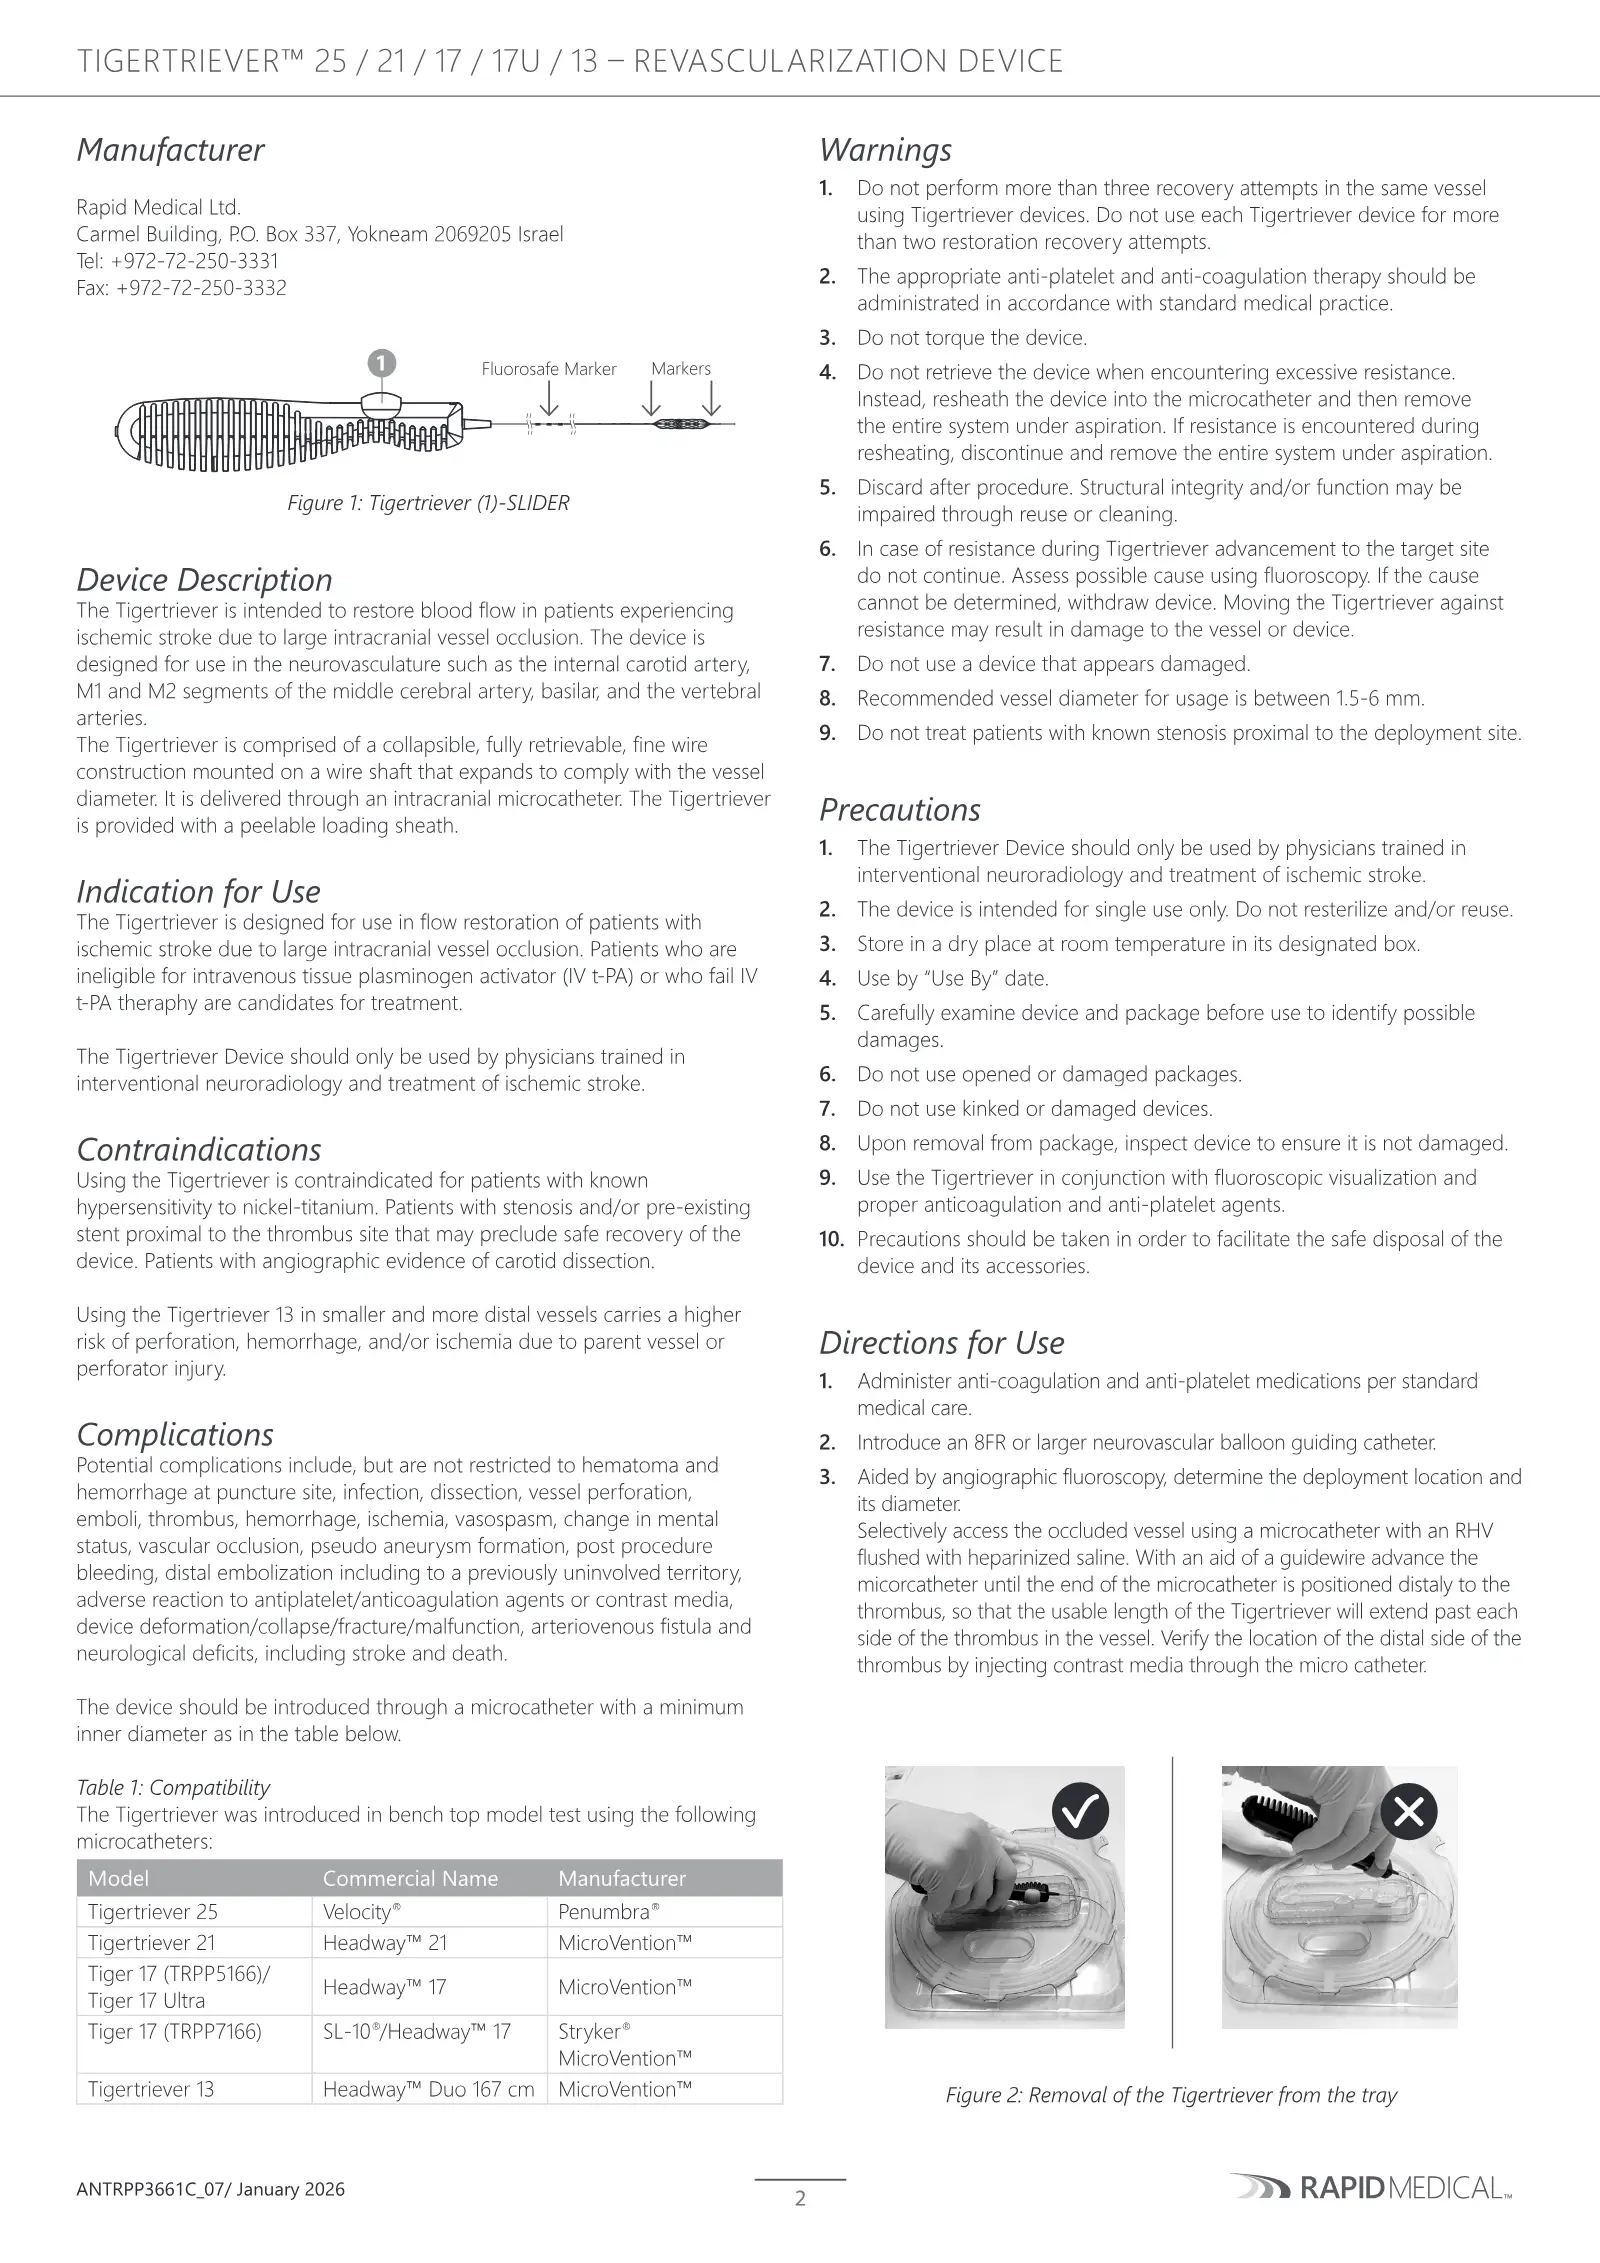 TIGERTRIEVER™ 25 / 21 / 17 / 17U / 13 – REVASCULARIZATION DEVICE
Manufacturer
Rapid Medical Ltd.
Carmel Building, P.O. Box 337, Yokneam 2069205 Israel
Tel: +972-72-250-3331
Fax: +972-72-250-3332
1
Fluorosafe Marker
Markers
Figure 1: Tigertriever (1)-SLIDER
Device Description
The Tigertriever is intended to restore blood flow in patients experiencing
ischemic stroke due to large intracranial vessel occlusion. The device is
designed for use in the neurovasculature such as the internal carotid artery,
M1 and M2 segments of the middle cerebral artery, basilar, and the vertebral
arteries.
The Tigertriever is comprised of a collapsible, fully retrievable, fine wire
construction mounted on a wire shaft that expands to comply with the vessel
diameter. It is delivered through an intracranial microcatheter. The Tigertriever
is provided with a peelable loading sheath.
Indication for Use
The Tigertriever is designed for use in flow restoration of patients with
ischemic stroke due to large intracranial vessel occlusion. Patients who are
ineligible for intravenous tissue plasminogen activator (IV t-PA) or who fail IV
t-PA theraphy are candidates for treatment.
The Tigertriever Device should only be used by physicians trained in
interventional neuroradiology and treatment of ischemic stroke.
Contraindications
Using the Tigertriever is contraindicated for patients with known
hypersensitivity to nickel-titanium. Patients with stenosis and/or pre-existing
stent proximal to the thrombus site that may preclude safe recovery of the
device. Patients with angiographic evidence of carotid dissection.
Using the Tigertriever 13 in smaller and more distal vessels carries a higher
risk of perforation, hemorrhage, and/or ischemia due to parent vessel or
perforator injury.
Complications
Potential complications include, but are not restricted to hematoma and
hemorrhage at puncture site, infection, dissection, vessel perforation,
emboli, thrombus, hemorrhage, ischemia, vasospasm, change in mental
status, vascular occlusion, pseudo aneurysm formation, post procedure
bleeding, distal embolization including to a previously uninvolved territory,
adverse reaction to antiplatelet/anticoagulation agents or contrast media,
device deformation/collapse/fracture/malfunction, arteriovenous fistula and
neurological deficits, including stroke and death.
The device should be introduced through a microcatheter with a minimum
inner diameter as in the table below.
Table 1: Compatibility
The Tigertriever was introduced in bench top model test using the following
microcatheters:
Model Commercial Name Manufacturer
Tigertriever 25 Velocity® Penumbra®
Tigertriever 21 Headway™ 21 MicroVention™
Tiger 17 (TRPP5166)/
Tiger 17 Ultra
Headway™ 17 MicroVention™
Tiger 17 (TRPP7166) SL-10®/Headway™ 17 Stryker®
MicroVention™
Tigertriever 13 Headway™ Duo 167 cm MicroVention™
Warnings
1. Do not perform more than three recovery attempts in the same vessel
using Tigertriever devices. Do not use each Tigertriever device for more
than two restoration recovery attempts.
2. The appropriate anti-platelet and anti-coagulation therapy should be
administrated in accordance with standard medical practice.
3. Do not torque the device.
4. Do not retrieve the device when encountering excessive resistance.
Instead, resheath the device into the microcatheter and then remove
the entire system under aspiration. If resistance is encountered during
resheating, discontinue and remove the entire system under aspiration.
5. Discard after procedure. Structural integrity and/or function may be
impaired through reuse or cleaning.
6. In case of resistance during Tigertriever advancement to the target site
do not continue. Assess possible cause using fluoroscopy. If the cause
cannot be determined, withdraw device. Moving the Tigertriever against
resistance may result in damage to the vessel or device.
7. Do not use a device that appears damaged.
8. Recommended vessel diameter for usage is between 1.5-6 mm.
9. Do not treat patients with known stenosis proximal to the deployment site.
Precautions
1. The Tigertriever Device should only be used by physicians trained in
interventional neuroradiology and treatment of ischemic stroke.
2. The device is intended for single use only. Do not resterilize and/or reuse.
3. Store in a dry place at room temperature in its designated box.
4. Use by “Use By” date.
5. Carefully examine device and package before use to identify possible
damages.
6. Do not use opened or damaged packages.
7. Do not use kinked or damaged devices.
8. Upon removal from package, inspect device to ensure it is not damaged.
9. Use the Tigertriever in conjunction with fluoroscopic visualization and
proper anticoagulation and anti-platelet agents.
10. Precautions should be taken in order to facilitate the safe disposal of the
device and its accessories.
Directions for Use
1. Administer anti-coagulation and anti-platelet medications per standard
medical care.
2. Introduce an 8FR or larger neurovascular balloon guiding catheter.
3. Aided by angiographic fluoroscopy, determine the deployment location and
its diameter.
Selectively access the occluded vessel using a microcatheter with an RHV
flushed with heparinized saline. With an aid of a guidewire advance the
micorcatheter until the end of the microcatheter is positioned distaly to the
thrombus, so that the usable length of the Tigertriever will extend past each
side of the thrombus in the vessel. Verify the location of the distal side of the
thrombus by injecting contrast media through the micro catheter.
Figure 2: Removal of the Tigertriever from the tray
ANTRPP3661C_07/ January 2026
2
RAPIDMEDICAL™